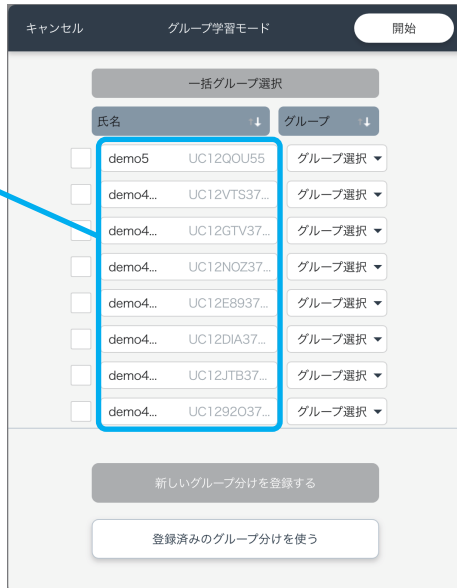 キャンセル グループ学習モード 開始
一括グループ選択
氏名 ↑↓ グループ ↑↓
demo5 UC12QOU55 グループ選択
demo4... UC12VTS37... グループ選択
demo4... UC12GTV37... グループ選択
demo4... UC12NOZ37... グループ選択
demo4... UC12E8937... グループ選択
demo4... UC12DIA37... グループ選択
demo4... UC12JTB37... グループ選択
demo4... UC1292O37... グループ選択
新しいグループ分けを登録する
登録済みのグループ分けを使う